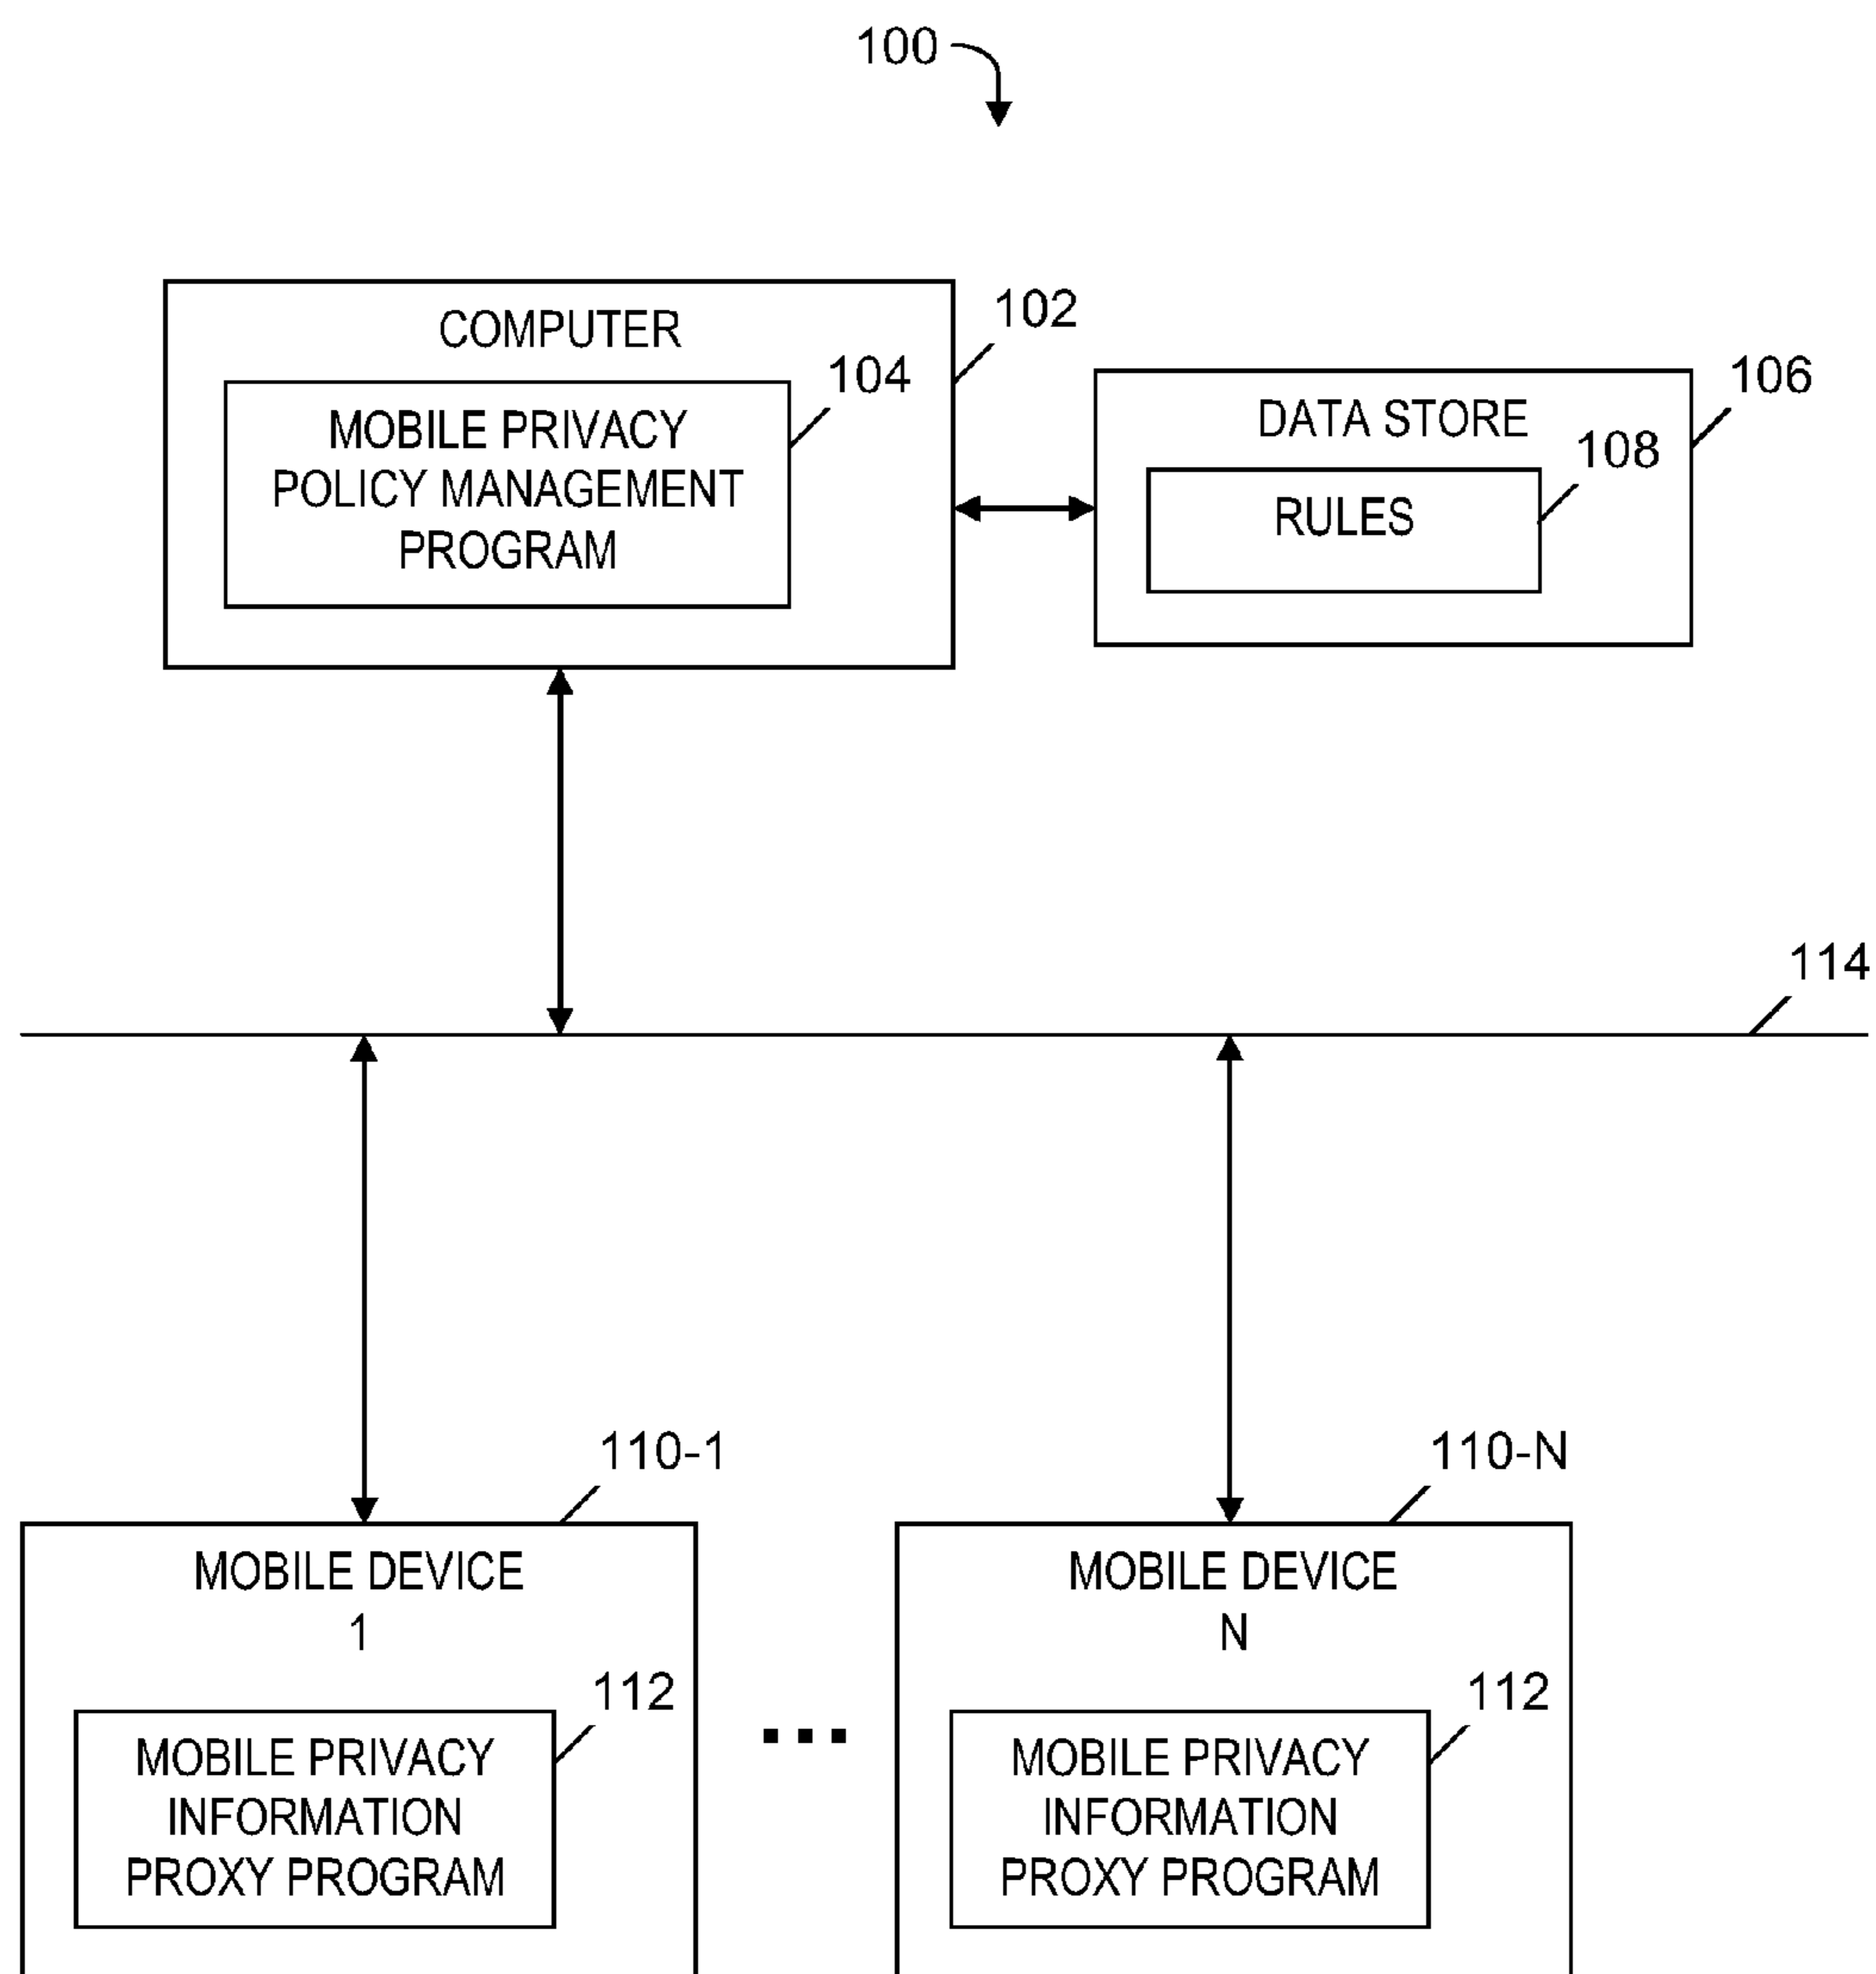 100
COMPUTER
102
104
MOBILE PRIVACY
POLICY MANAGEMENT
PROGRAM
DATA STORE
106
108
RULES
114
110-1
110-N
MOBILE DEVICE
1
112
MOBILE PRIVACY
INFORMATION
PROXY PROGRAM
MOBILE DEVICE
N
112
MOBILE PRIVACY
INFORMATION
PROXY PROGRAM